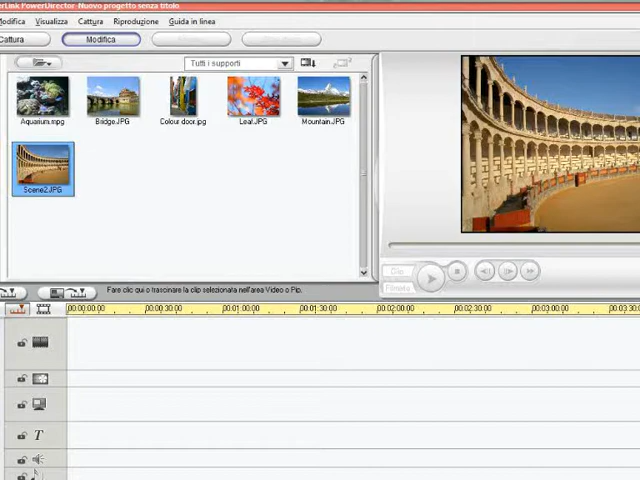 erLink PowerDirector Nuovo progetto senza titolo
Modifica Visualizza Cattura Riproduzione Guida in linea
Cattura Modifica
Tutti i supporti
Aquarium.mpg Bridge.JPG Colour door.jpg Leaf.JPG Mountain.JPG
Scene2.JPG
Clip
Filmato
Fare clic qui o trascinare la clip selezionata nell'area Video o Pip.
00:00:00:00 00:00:30:00 00:01:00:00 00:01:30:00 00:02:00:00 00:02:30:00 00:03:00:00 00:03:30
T